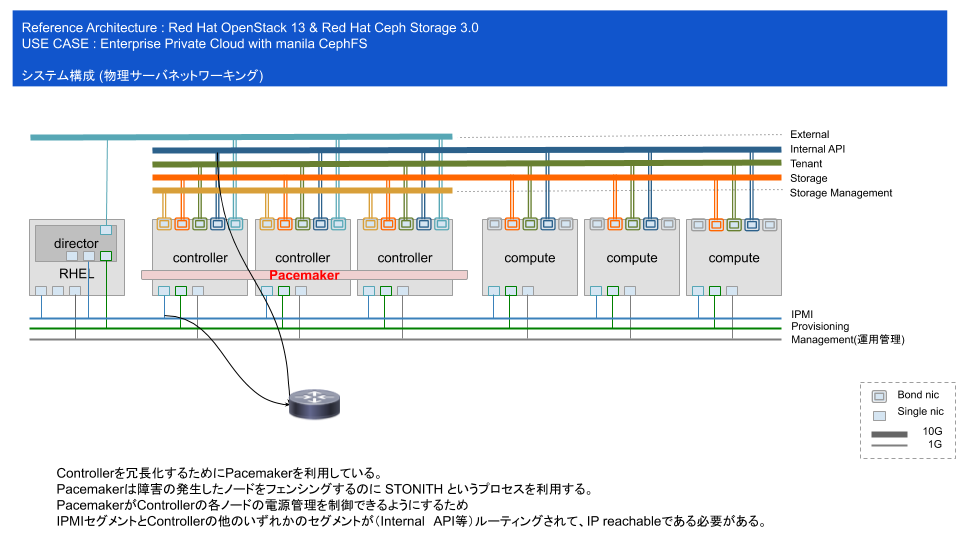 Reference Architecture : Red Hat OpenStack 13 & Red Hat Ceph Storage 3.0
USE CASE : Enterprise Private Cloud with manila CephFS
システム構成 (物理サーバネットワーキング)
External
Internal API
Tenant
Storage
Storage Management
director
RHEL
controller
controller
controller
compute
compute
compute
Pacemaker
IPMI
Provisioning
Management(運用管理)
Bond nic
Single nic
10G
1G
Controllerを冗長化するためにPacemakerを利用している。
Pacemakerは障害の発生したノードをフェンシングするのに STONITH というプロセスを利用する。
PacemakerがControllerの各ノードの電源管理を制御できるようにするため
IPMIセグメントとControllerの他のいずれかのセグメントが（Internal　API等）ルーティングされて、IP reachableである必要がある。